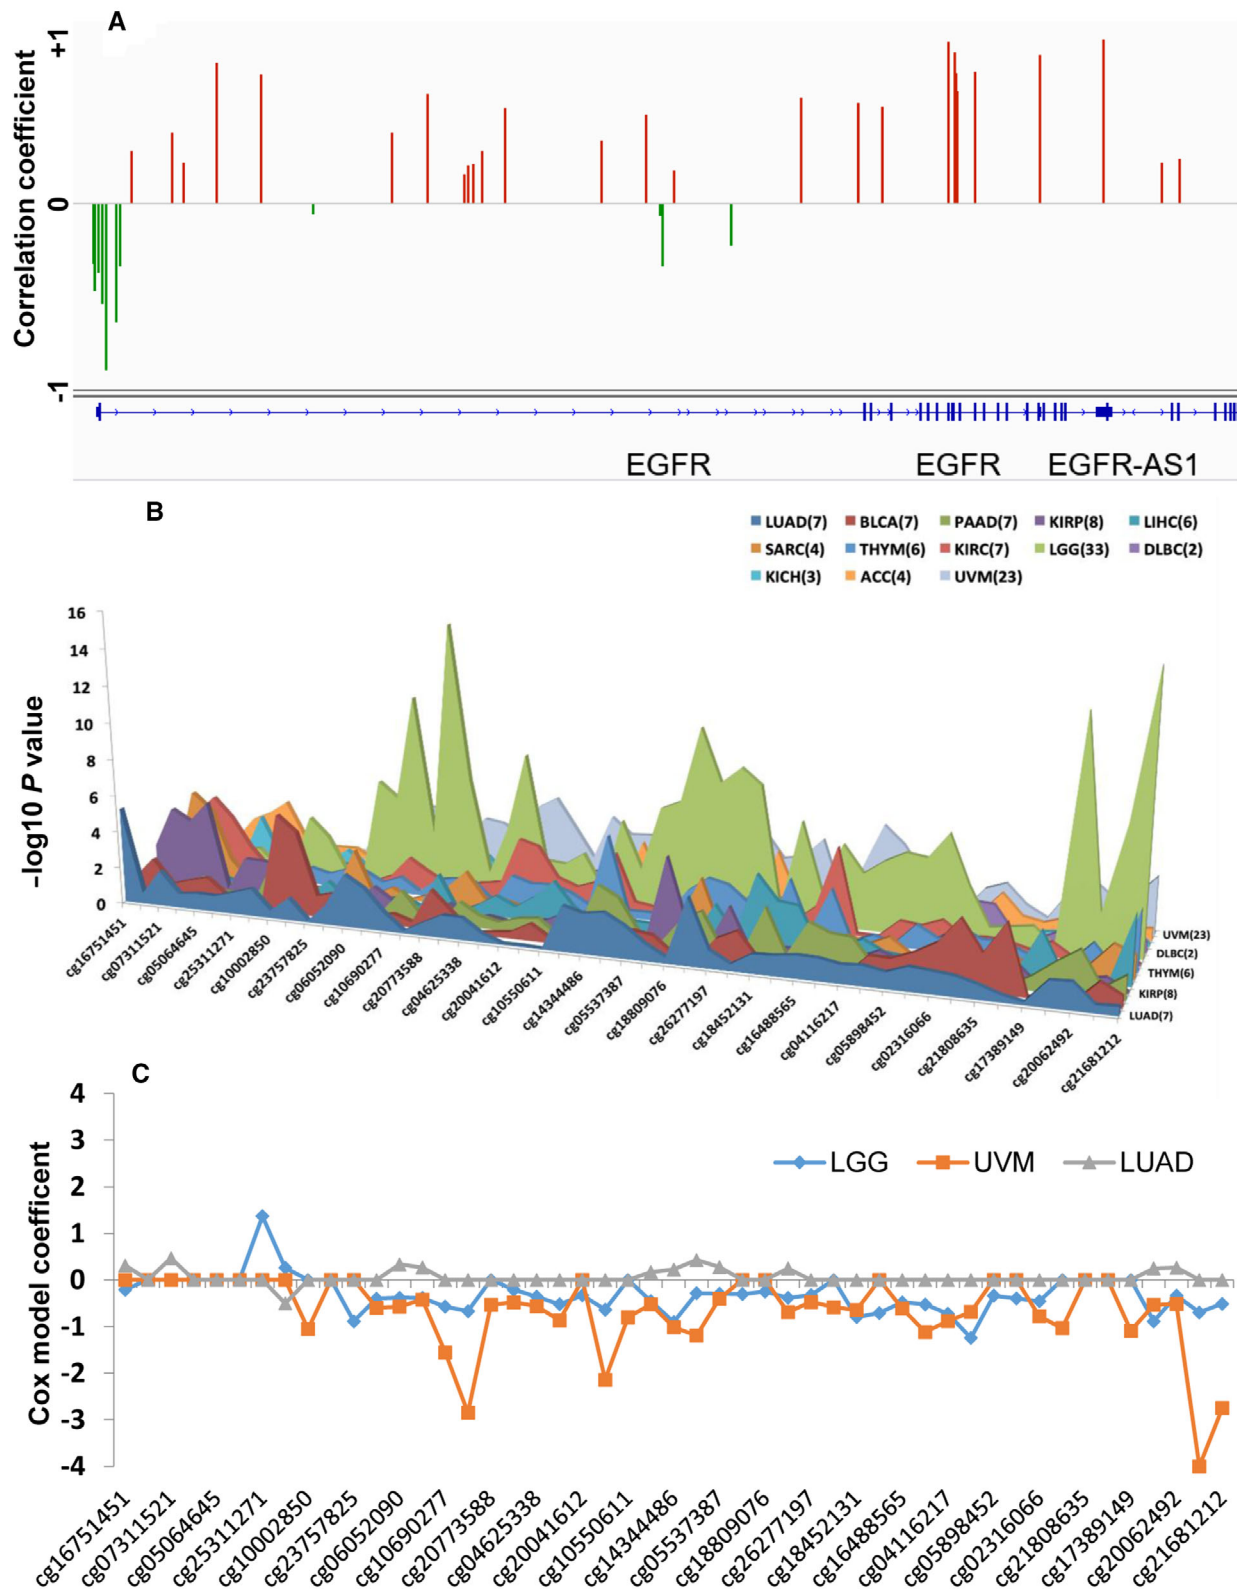 A
Correlation coefficient
+1
0
-1
EGFR EGFR EGFR-AS1
B
LUAD(7) BLCA(7) PAAD(7) KIRP(8) LIHC(6)
SARC(4) THYM(6) KIRC(7) LGG(33) DLBC(2)
KICH(3) ACC(4) UVM(23)
-log10 P value
16
14
12
10
8
6
4
2
0
cg16751451
cg07311521
cg05064645
cg25311271
cg10002850
cg23757825
cg06052090
cg10690277
cg20773588
cg04625338
cg20041612
cg10550611
cg14344486
cg05537387
cg18809076
cg26277197
cg18452131
cg16488565
cg04116217
cg05898452
cg02316066
cg21808635
cg17389149
cg20062492
cg21681212
UVM(23)
DLBC(2)
THYM(6)
KIRP(8)
LUAD(7)
C
Cox model coefficent
4
3
2
1
0
-1
-2
-3
-4
LGG UVM LUAD
cg16751451
cg07311521
cg05064645
cg25311271
cg10002850
cg23757825
cg06052090
cg10690277
cg20773588
cg04625338
cg20041612
cg10550611
cg14344486
cg05537387
cg18809076
cg26277197
cg18452131
cg16488565
cg04116217
cg05898452
cg02316066
cg21808635
cg17389149
cg20062492
cg21681212